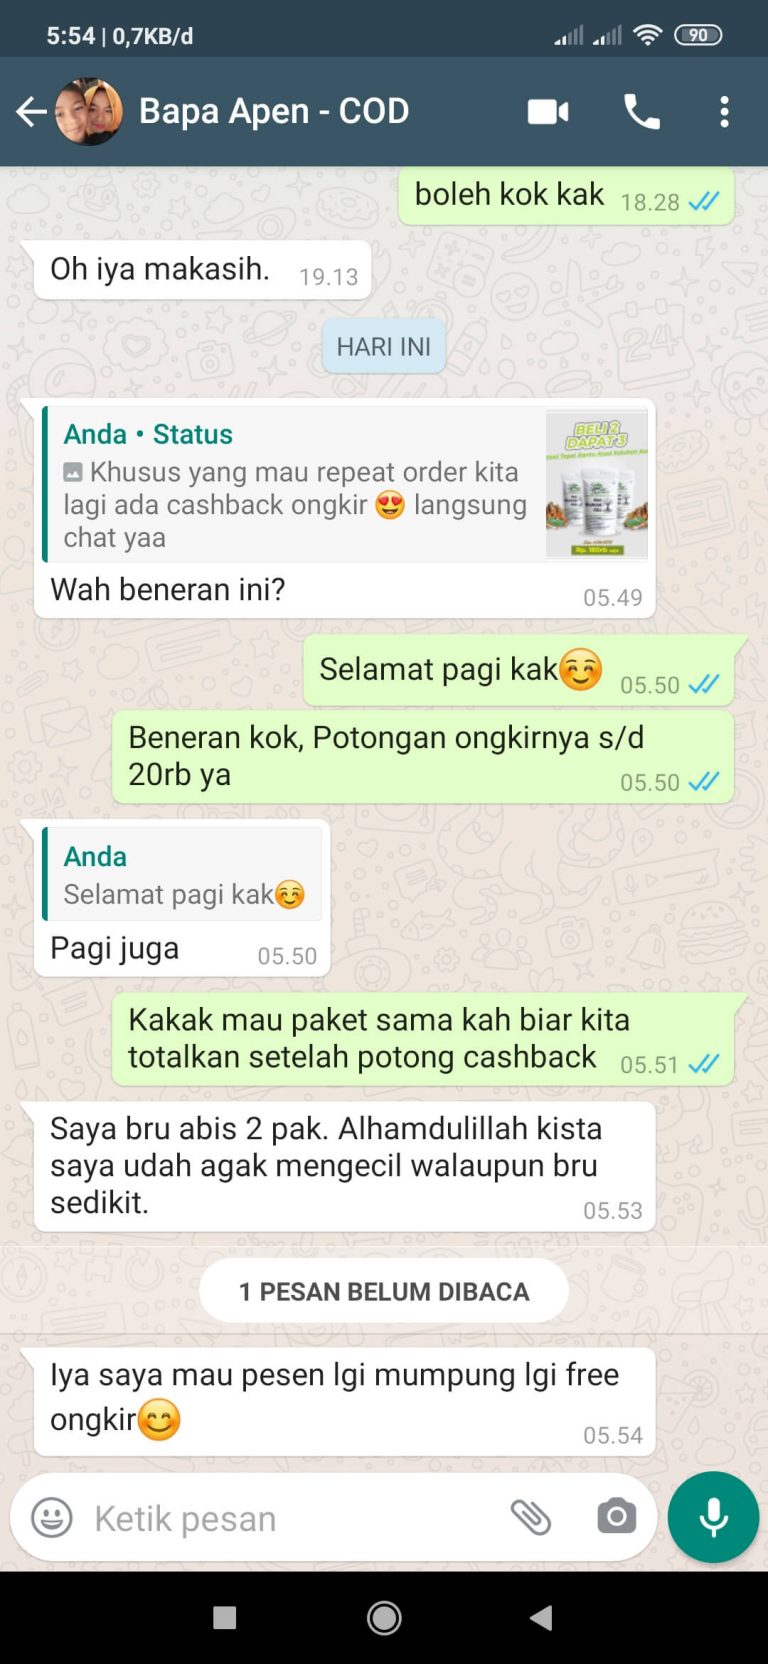 5:54 | 0,7KB/d
90
Bapa Apen - COD
boleh kok kak 18.28
Oh iya makasih. 19.13
HARI INI
Anda • Status
Khusus yang mau repeat order kita
lagi ada cashback ongkir 😍 langsung
chat yaa
BELI 2
DAPAT 3
Rp. 180rb
Wah beneran ini? 05.49
Selamat pagi kak☺️ 05.50
Beneran kok, Potongan ongkirnya s/d
20rb ya 05.50
Anda
Selamat pagi kak☺️
Pagi juga 05.50
Kakak mau paket sama kah biar kita
totalkan setelah potong cashback 05.51
Saya bru abis 2 pak. Alhamdulillah kista
saya udah agak mengecil walaupun bru
sedikit. 05.53
1 PESAN BELUM DIBACA
Iya saya mau pesen lgi mumpung lgi free
ongkir😊 05.54
Ketik pesan